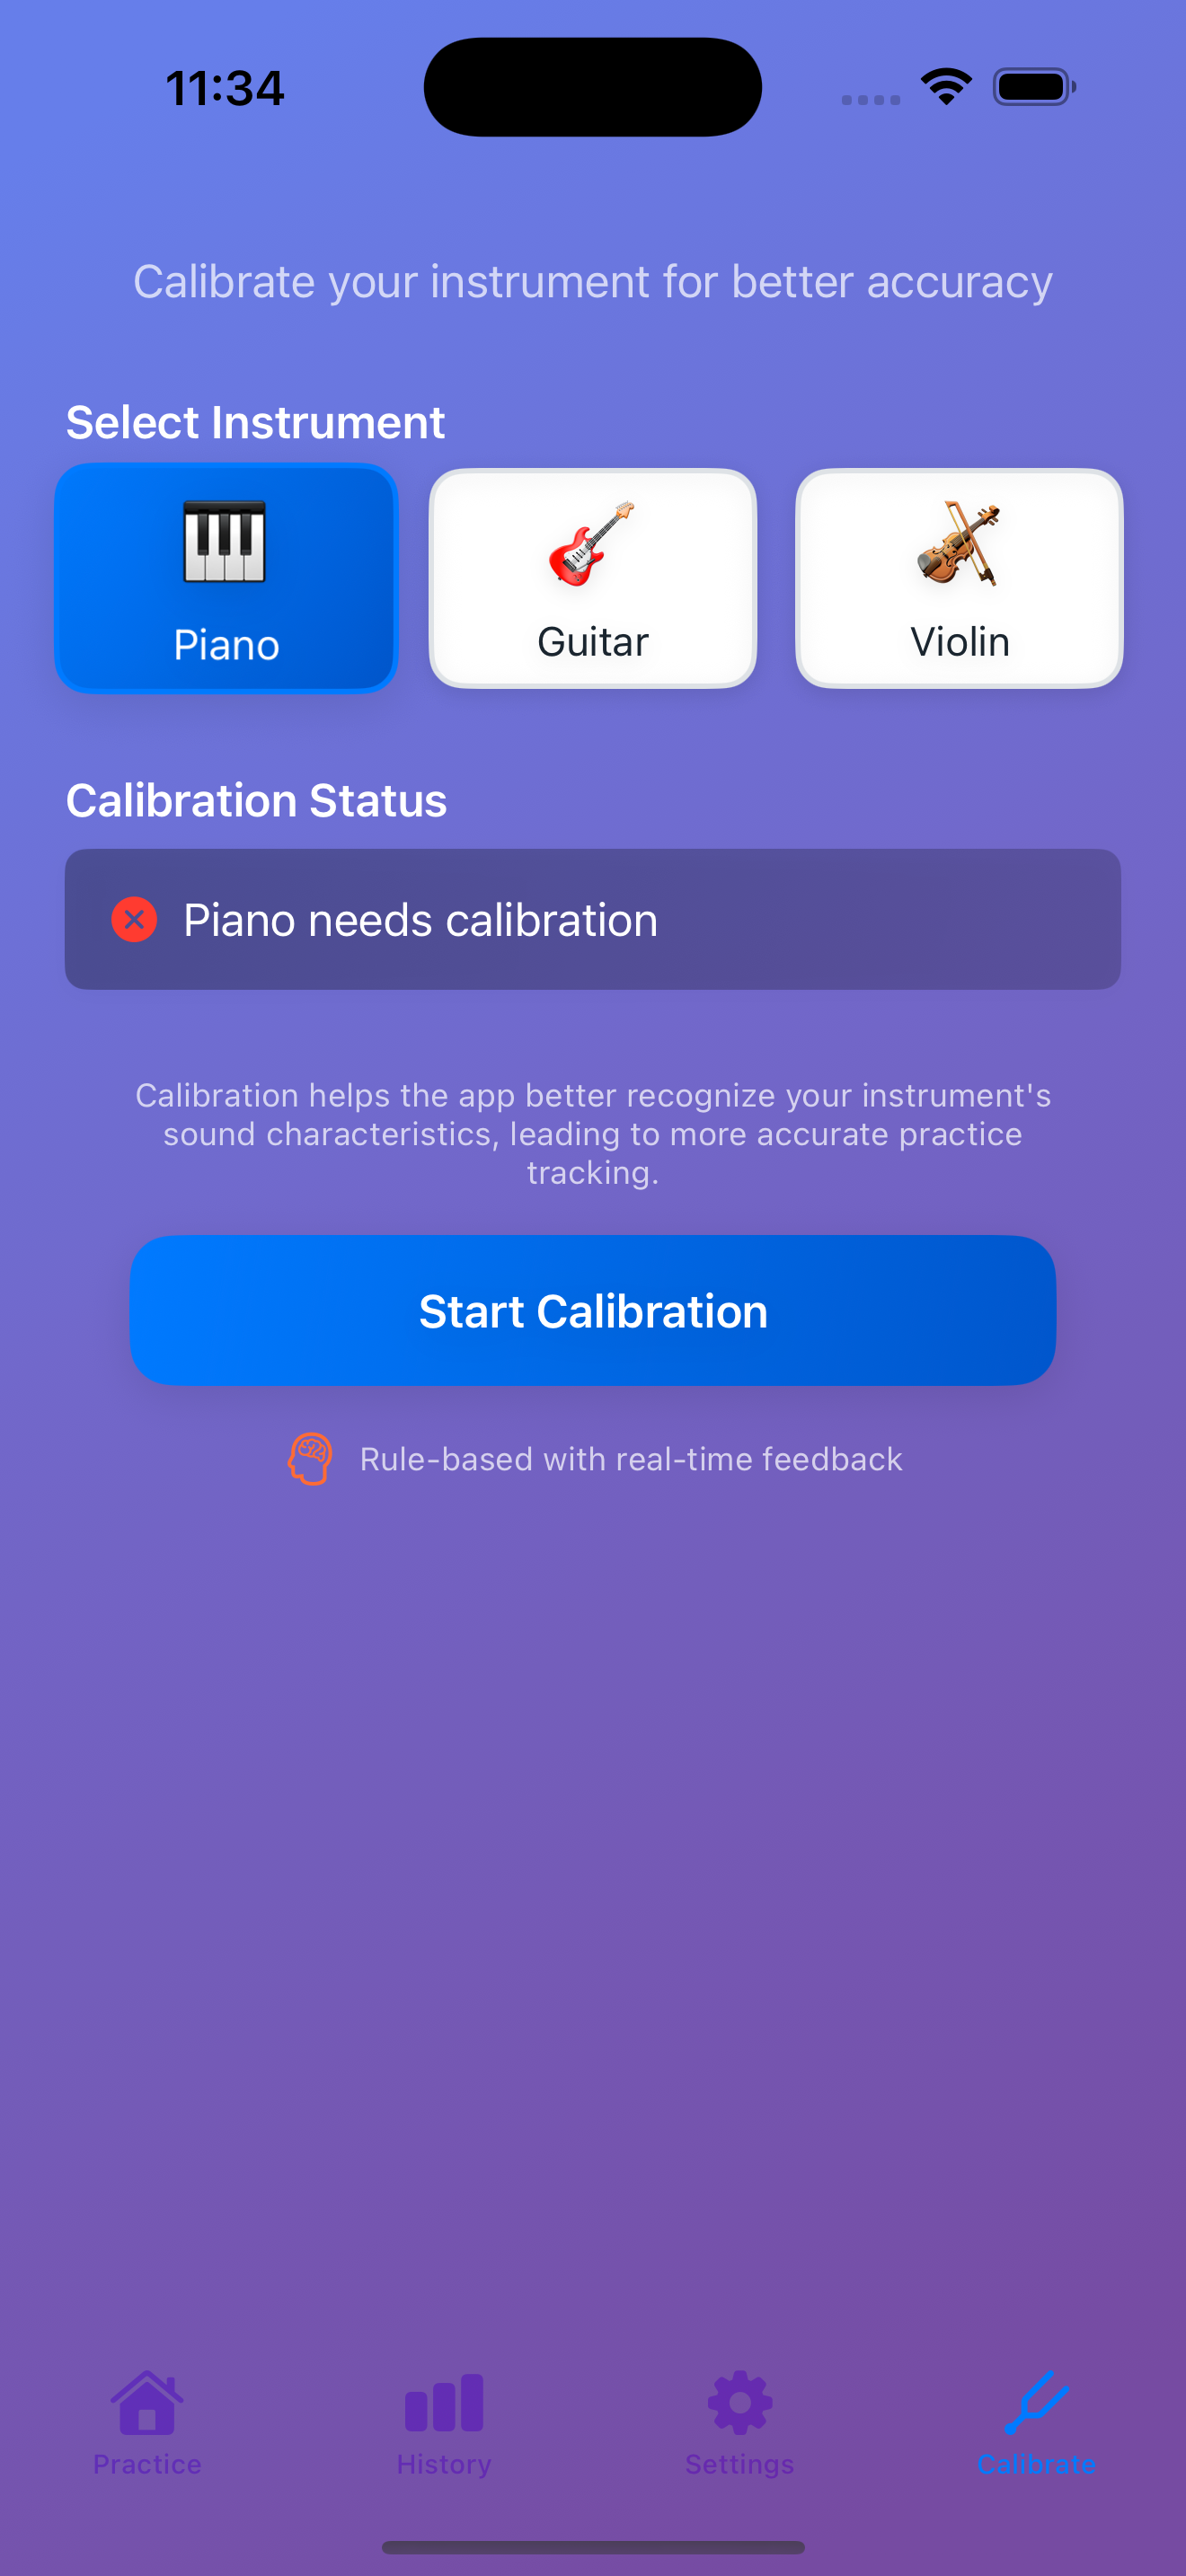 11:34
Calibrate your instrument for better accuracy
Select Instrument
Piano
Guitar
Violin
Calibration Status
Piano needs calibration
Calibration helps the app better recognize your instrument's
sound characteristics, leading to more accurate practice
tracking.
Start Calibration
Rule-based with real-time feedback
Practice
History
Settings
Calibrate